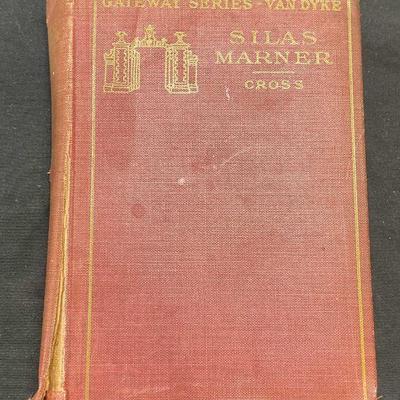 GATEWAY SERIES-VAN DYKE
SILAS
MARNER
CROSS